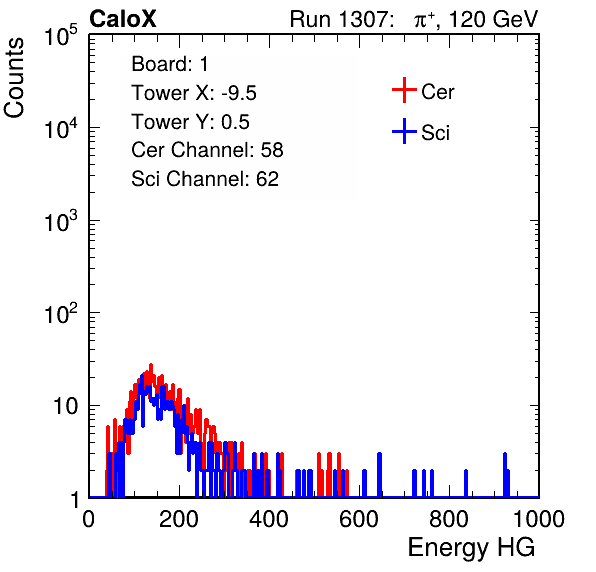 CaloX Run 1307: π⁺, 120 GeV
Counts
Board: 1
Tower X: -9.5
Tower Y: 0.5
Cer Channel: 58
Sci Channel: 62
Cer
Sci
10⁵
10⁴
10³
10²
10
1
0 200 400 600 800 1000
Energy HG